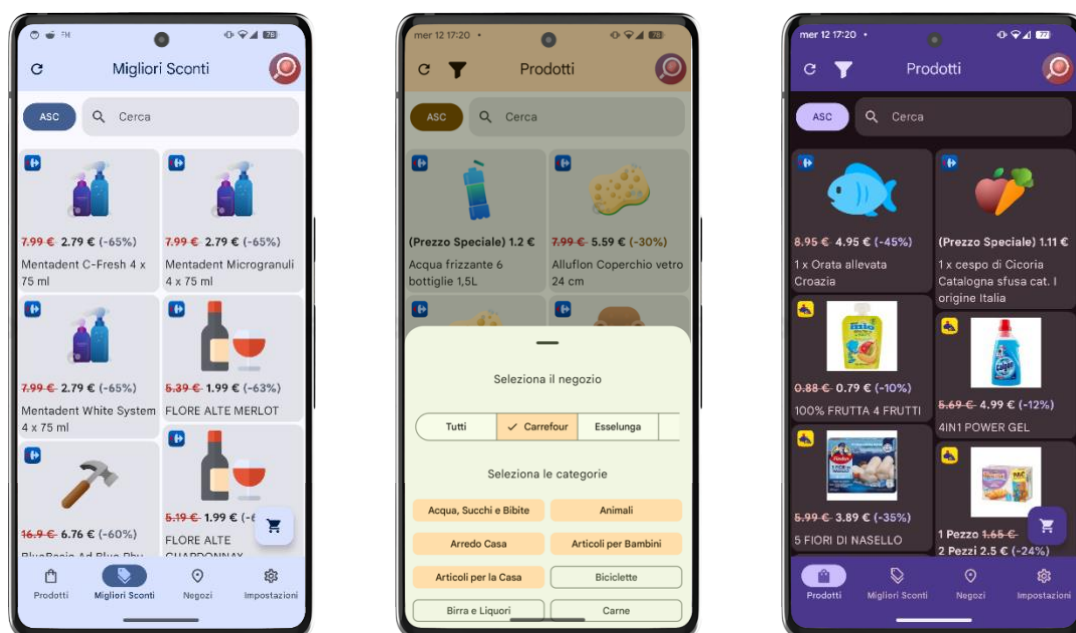 Migliori Sconti
ASC
Cerca
7.99 € 2.79 € (-65%)
Mentadent C-Fresh 4 x
75 ml
7.99 € 2.79 € (-65%)
Mentadent Microgranuli
4 x 75 ml
7.99 € 2.79 € (-65%)
Mentadent White System
4 x 75 ml
5.39 € 1.99 € (-63%)
FLORE ALTE MERLOT
16.9 € 6.76 € (-60%)
5.19 € 1.99 €
FLORE ALTE
Prodotti
Migliori Sconti
Negozi
Impostazioni
mer 12 17:20 •
Prodotti
ASC
Cerca
(Prezzo Speciale) 1.2 €
Acqua frizzante 6
bottiglie 1,5L
7.99 € 5.59 € (-30%)
Alluflon Coperchio vetro
24 cm
Seleziona il negozio
Tutti
Carrefour
Esselunga
Seleziona le categorie
Acqua, Succhi e Bibite
Animali
Arredo Casa
Articoli per Bambini
Articoli per la Casa
Biciclette
Birra e Liquori
Carne
mer 12 17:20 •
77
Prodotti
ASC
Cerca
8.95 € 4.95 € (-45%)
1 x Orata allevata
Croazia
(Prezzo Speciale) 1.11 €
1 x cespo di Cicoria
Catalogna sfusa cat. I
origine Italia
0.88 € 0.79 € (-10%)
100% FRUTTA 4 FRUTTI
5.69 € 4.99 € (-12%)
4IN1 POWER GEL
5.99 € 3.89 € (-35%)
5 FIORI DI NASELLO
1 Pezzo 1.65 €
2 Pezzi 2.5 € (-24%)
Prodotti
Migliori Sconti
Negozi
Impostazioni